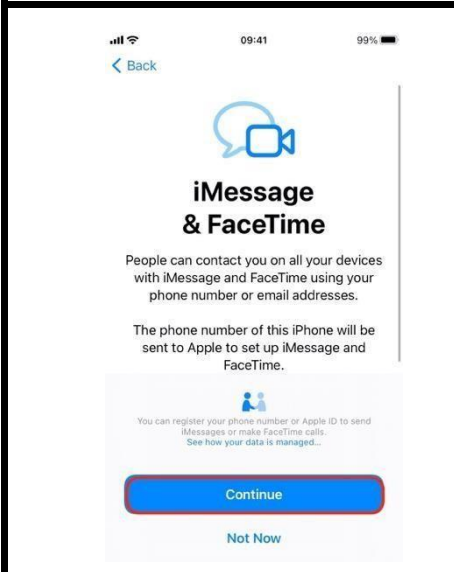 09:41 99%
Back
iMessage
& FaceTime
People can contact you on all your devices
with iMessage and FaceTime using your
phone number or email addresses.
The phone number of this iPhone will be
sent to Apple to set up iMessage and
FaceTime.
You can register your phone number or Apple ID to send
iMessages or make FaceTime calls.
See how your data is managed...
Continue
Not Now